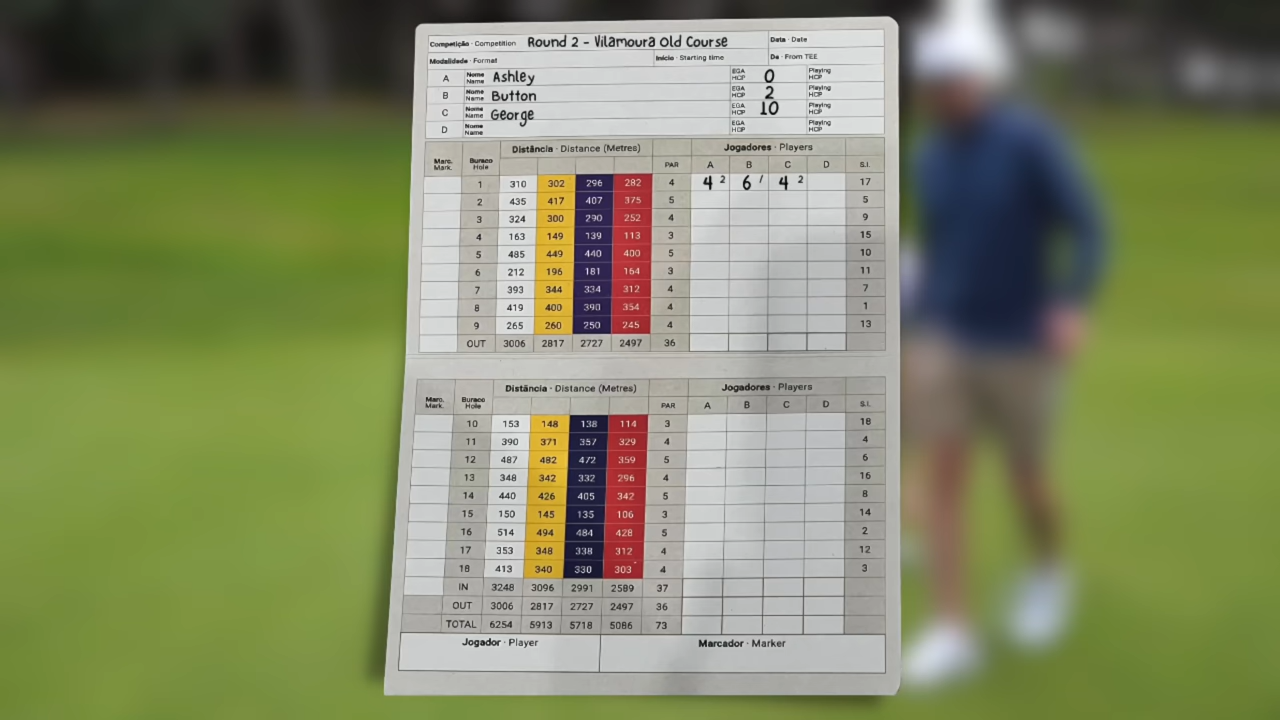 Competição · Competition Round 2 - Vilamoura Old Course Data · Date
Modalidade · Format Início · Starting time De · From TEE
A Nome Name Ashley EGA HCP 0 Playing HCP
B Nome Name Button EGA HCP 2 Playing HCP
C Nome Name George EGA HCP 10 Playing HCP
D Nome Name EGA HCP Playing HCP
Marc. Mark. Buraco Hole Distância · Distance (Metres) PAR Jogadores · Players A B C D S.I.
1 310 302 296 282 4 4 2 6 / 4 2 17
2 435 417 407 375 5 5
3 324 300 290 252 4 9
4 163 149 139 113 3 15
5 485 449 440 400 5 10
6 212 196 181 164 3 11
7 393 344 334 312 4 7
8 419 400 390 354 4 1
9 265 260 250 245 4 13
OUT 3006 2817 2727 2497 36
Marc. Mark. Buraco Hole Distância · Distance (Metres) PAR Jogadores · Players A B C D S.I.
10 153 148 138 114 3 18
11 390 371 357 329 4 4
12 487 482 472 359 5 6
13 348 342 332 296 4 16
14 440 426 405 342 5 8
15 150 145 135 106 3 14
16 514 494 484 428 5 2
17 353 348 338 312 4 12
18 413 340 330 303 4 3
IN 3248 3096 2991 2589 37
OUT 3006 2817 2727 2497 36
TOTAL 6254 5913 5718 5086 73
Jogador · Player Marcador · Marker